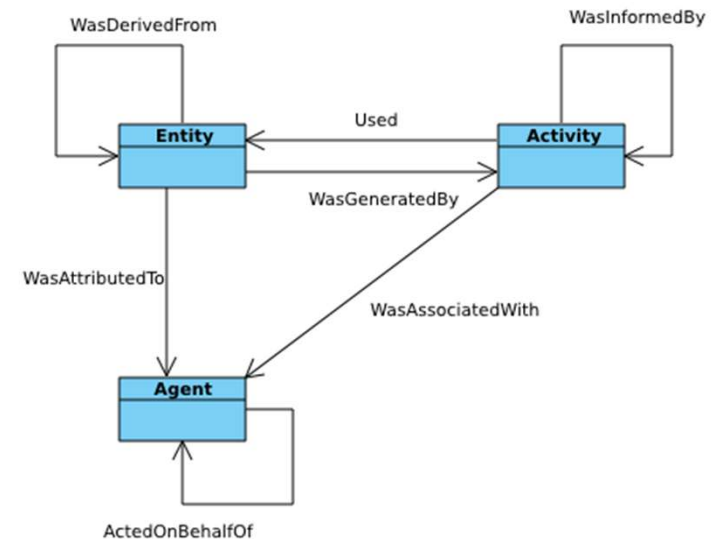 WasInformedBy
WasDerivedFrom
Used
Entity
Activity
WasGeneratedBy
WasAttributedTo
WasAssociatedWith
Agent
ActedOnBehalfOf